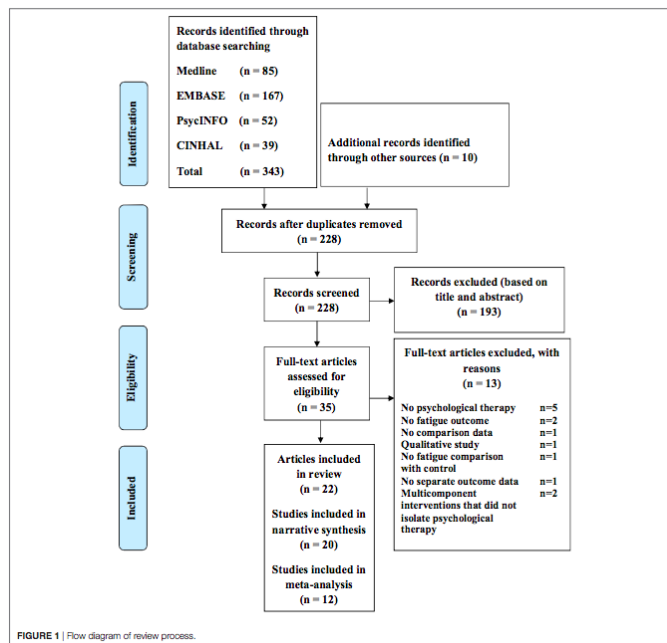 Records identified through
database searching
Medline (n = 85)
EMBASE (n = 167)
PsycINFO (n = 52)
CINHAL (n = 39)
Total (n = 343)
Additional records identified
through other sources (n = 10)
Identification
Records after duplicates removed
(n = 228)
Screening
Records screened
(n = 228)
Records excluded (based on
title and abstract)
(n = 193)
Eligibility
Full-text articles
assessed for
eligibility
(n = 35)
Full-text articles excluded, with
reasons
(n = 13)
No psychological therapy n=5
No fatigue outcome n=2
No comparison data n=1
Qualitative study n=1
No fatigue comparison n=1
with control
No separate outcome data n=1
Multicomponent n=2
interventions that did not
isolate psychological
therapy
Included
Articles included
in review
(n = 22)
Studies included in
narrative synthesis
(n = 20)
Studies included in
meta-analysis
(n = 12)
FIGURE 1 | Flow diagram of review process.